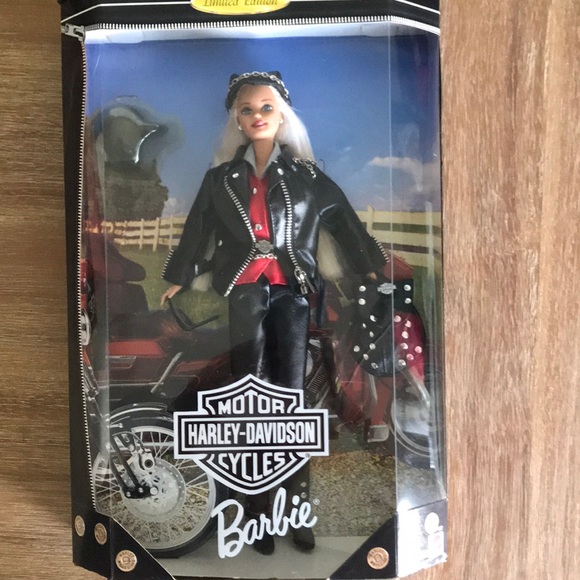 Limited Edition
MOTOR
HARLEY-DAVIDSON
CYCLES
Barbie®